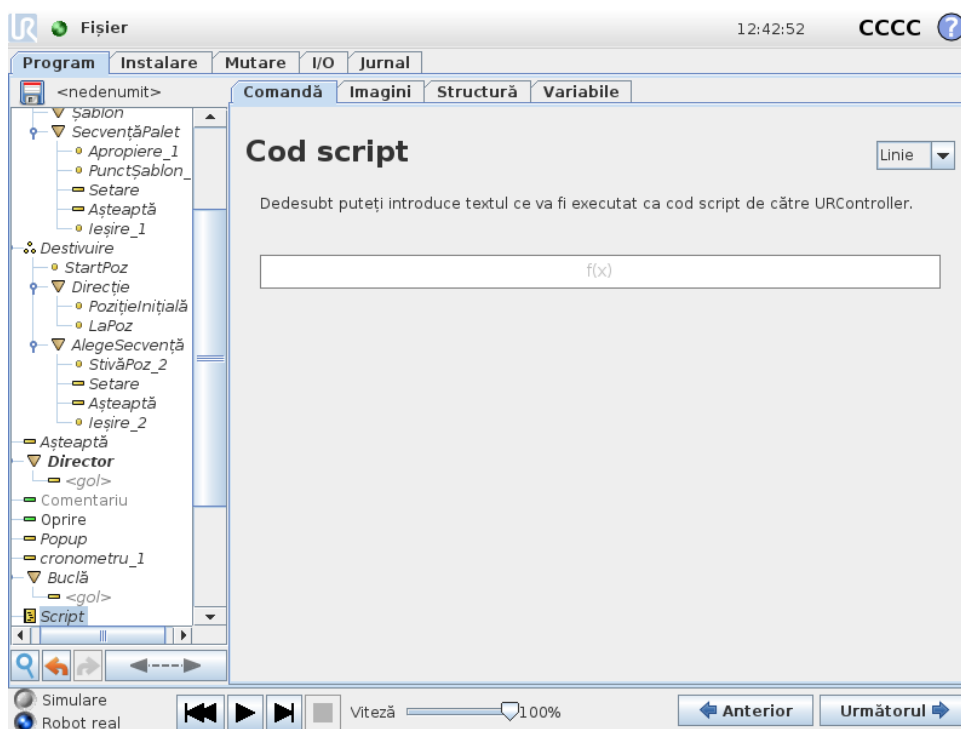 UR Fișier 12:42:52 CCCC ?
Program Instalare Mutare I/O Jurnal
<nedenumit> Comandă Imagini Structură Variabile
Șablon
SecvențăPalet
Apropiere_1
PunctȘablon_
Setare
Așteaptă
Ieșire_1
Destivuire
StartPoz
Direcție
PozițieInițială
LaPoz
AlegeSecvență
StivăPoz_2
Setare
Așteaptă
Ieșire_2
Așteaptă
Director
<gol>
Comentariu
Oprire
Popup
cronometru_1
Buclă
<gol>
Script
Cod script
Linie
Dedesubt puteți introduce textul ce va fi executat ca cod script de către URController.
f(x)
Simulare
Robot real
Viteză 100%
Anterior Următorul